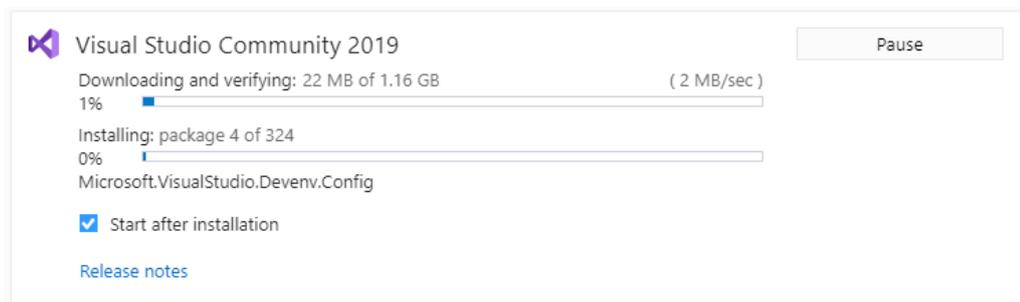 Visual Studio Community 2019
Pause
Downloading and verifying: 22 MB of 1.16 GB
( 2 MB/sec )
1%
Installing: package 4 of 324
0%
Microsoft.VisualStudio.Devenv.Config
Start after installation
Release notes